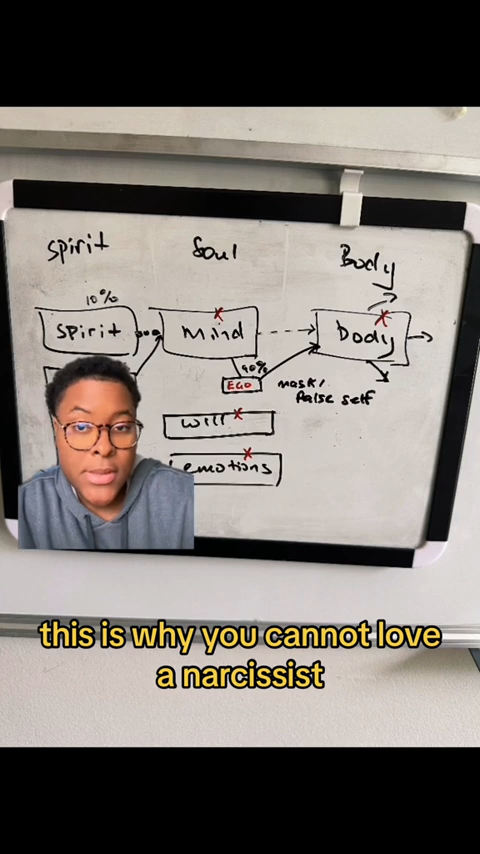 spirit
Soul
Body
10%
spirit
Mind
Body
90%
EGO
mask/
False self
will
emotions
this is why you cannot love
a narcissist